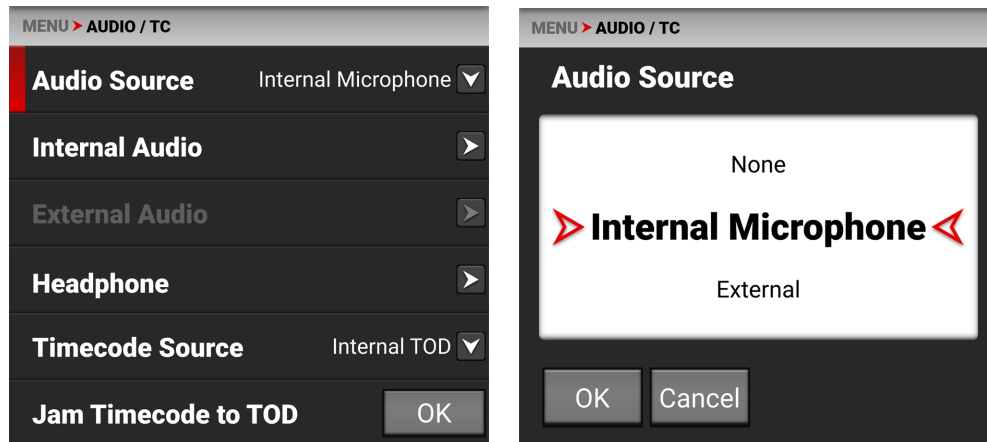 MENU > AUDIO / TC
Audio Source Internal Microphone
Internal Audio
External Audio
Headphone
Timecode Source Internal TOD
Jam Timecode to TOD OK
MENU > AUDIO / TC
Audio Source
None
Internal Microphone
External
OK Cancel